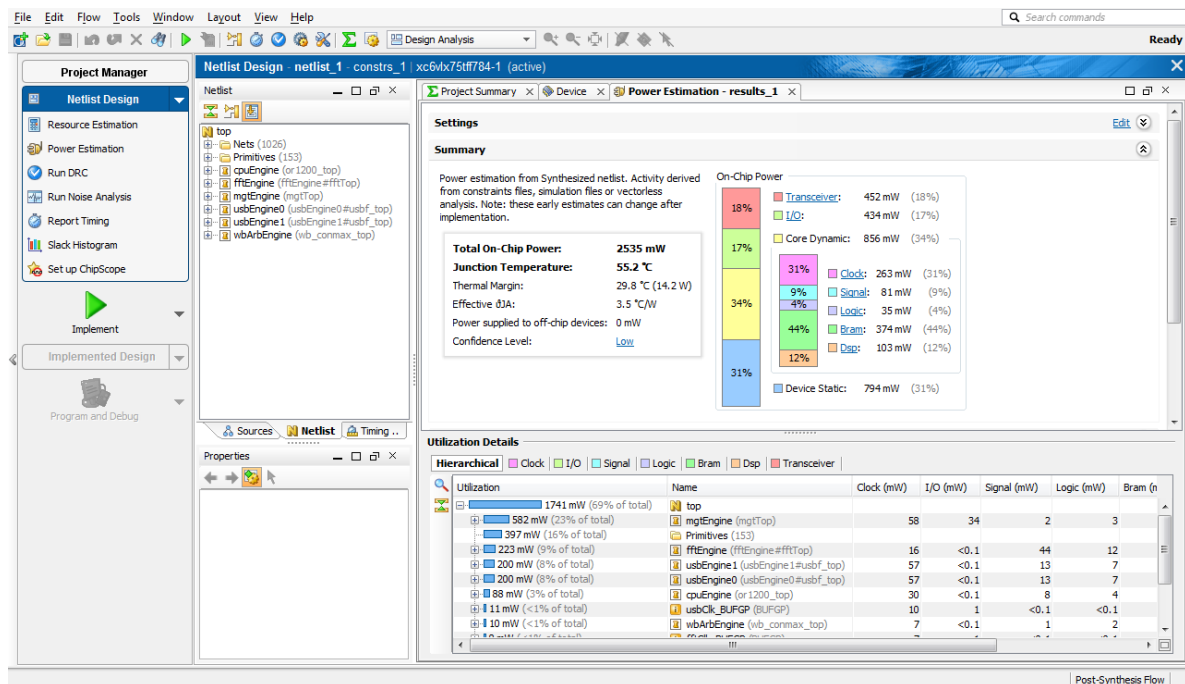 File Edit Flow Tools Window Layout View Help
Search commands
Design Analysis
Ready
Project Manager
Netlist Design
Resource Estimation
Power Estimation
Run DRC
Run Noise Analysis
Report Timing
Slack Histogram
Set up ChipScope
Implement
Implemented Design
Program and Debug
Netlist Design - netlist_1 - constrs_1 | xc6vlx75tff784-1 (active)
Netlist
top
Nets (1026)
Primitives (153)
cpuEngine (or1200_top)
fftEngine (fftEngine#fftTop)
mgtEngine (mgtTop)
usbEngine0 (usbEngine0#usbf_top)
usbEngine1 (usbEngine1#usbf_top)
wbArbEngine (wb_conmax_top)
Sources Netlist Timing ..
Properties
Project Summary Device Power Estimation - results_1
Settings
Edit
Summary
Power estimation from Synthesized netlist. Activity derived
from constraints files, simulation files or vectorless
analysis. Note: these early estimates can change after
implementation.
Total On-Chip Power: 2535 mW
Junction Temperature: 55.2 °C
Thermal Margin: 29.8 °C (14.2 W)
Effective ϑJA: 3.5 °C/W
Power supplied to off-chip devices: 0 mW
Confidence Level: Low
On-Chip Power
18%
17%
34%
31%
Transceiver: 452 mW (18%)
I/O: 434 mW (17%)
Core Dynamic: 856 mW (34%)
31% Clock: 263 mW (31%)
9% Signal: 81 mW (9%)
4% Logic: 35 mW (4%)
44% Bram: 374 mW (44%)
12% Dsp: 103 mW (12%)
Device Static: 794 mW (31%)
Utilization Details
Hierarchical Clock I/O Signal Logic Bram Dsp Transceiver
Utilization Name Clock (mW) I/O (mW) Signal (mW) Logic (mW) Bram (n
1741 mW (69% of total) top
582 mW (23% of total) mgtEngine (mgtTop) 58 34 2 3
397 mW (16% of total) Primitives (153)
223 mW (9% of total) fftEngine (fftEngine#fftTop) 16 <0.1 44 12
200 mW (8% of total) usbEngine1 (usbEngine1#usbf_top) 57 <0.1 13 7
200 mW (8% of total) usbEngine0 (usbEngine0#usbf_top) 57 <0.1 13 7
88 mW (3% of total) cpuEngine (or1200_top) 30 <0.1 8 4
11 mW (<1% of total) usbClk_BUFGP (BUFGP) 10 1 <0.1 <0.1
10 mW (<1% of total) wbArbEngine (wb_conmax_top) 7 <0.1 1 2
Post-Synthesis Flow